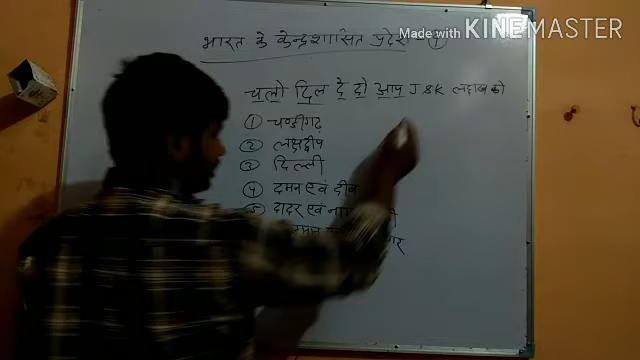 Made with KINEMASTER
भारत के केन्द्रशासित प्रदेश 9
चलो दिल दे दो आप J&K लद्दाख को
① चण्डीगढ़
② लक्षद्वीप
③ दिल्ली
④ दमन एवं दीव
⑤ दादर एवं नागर